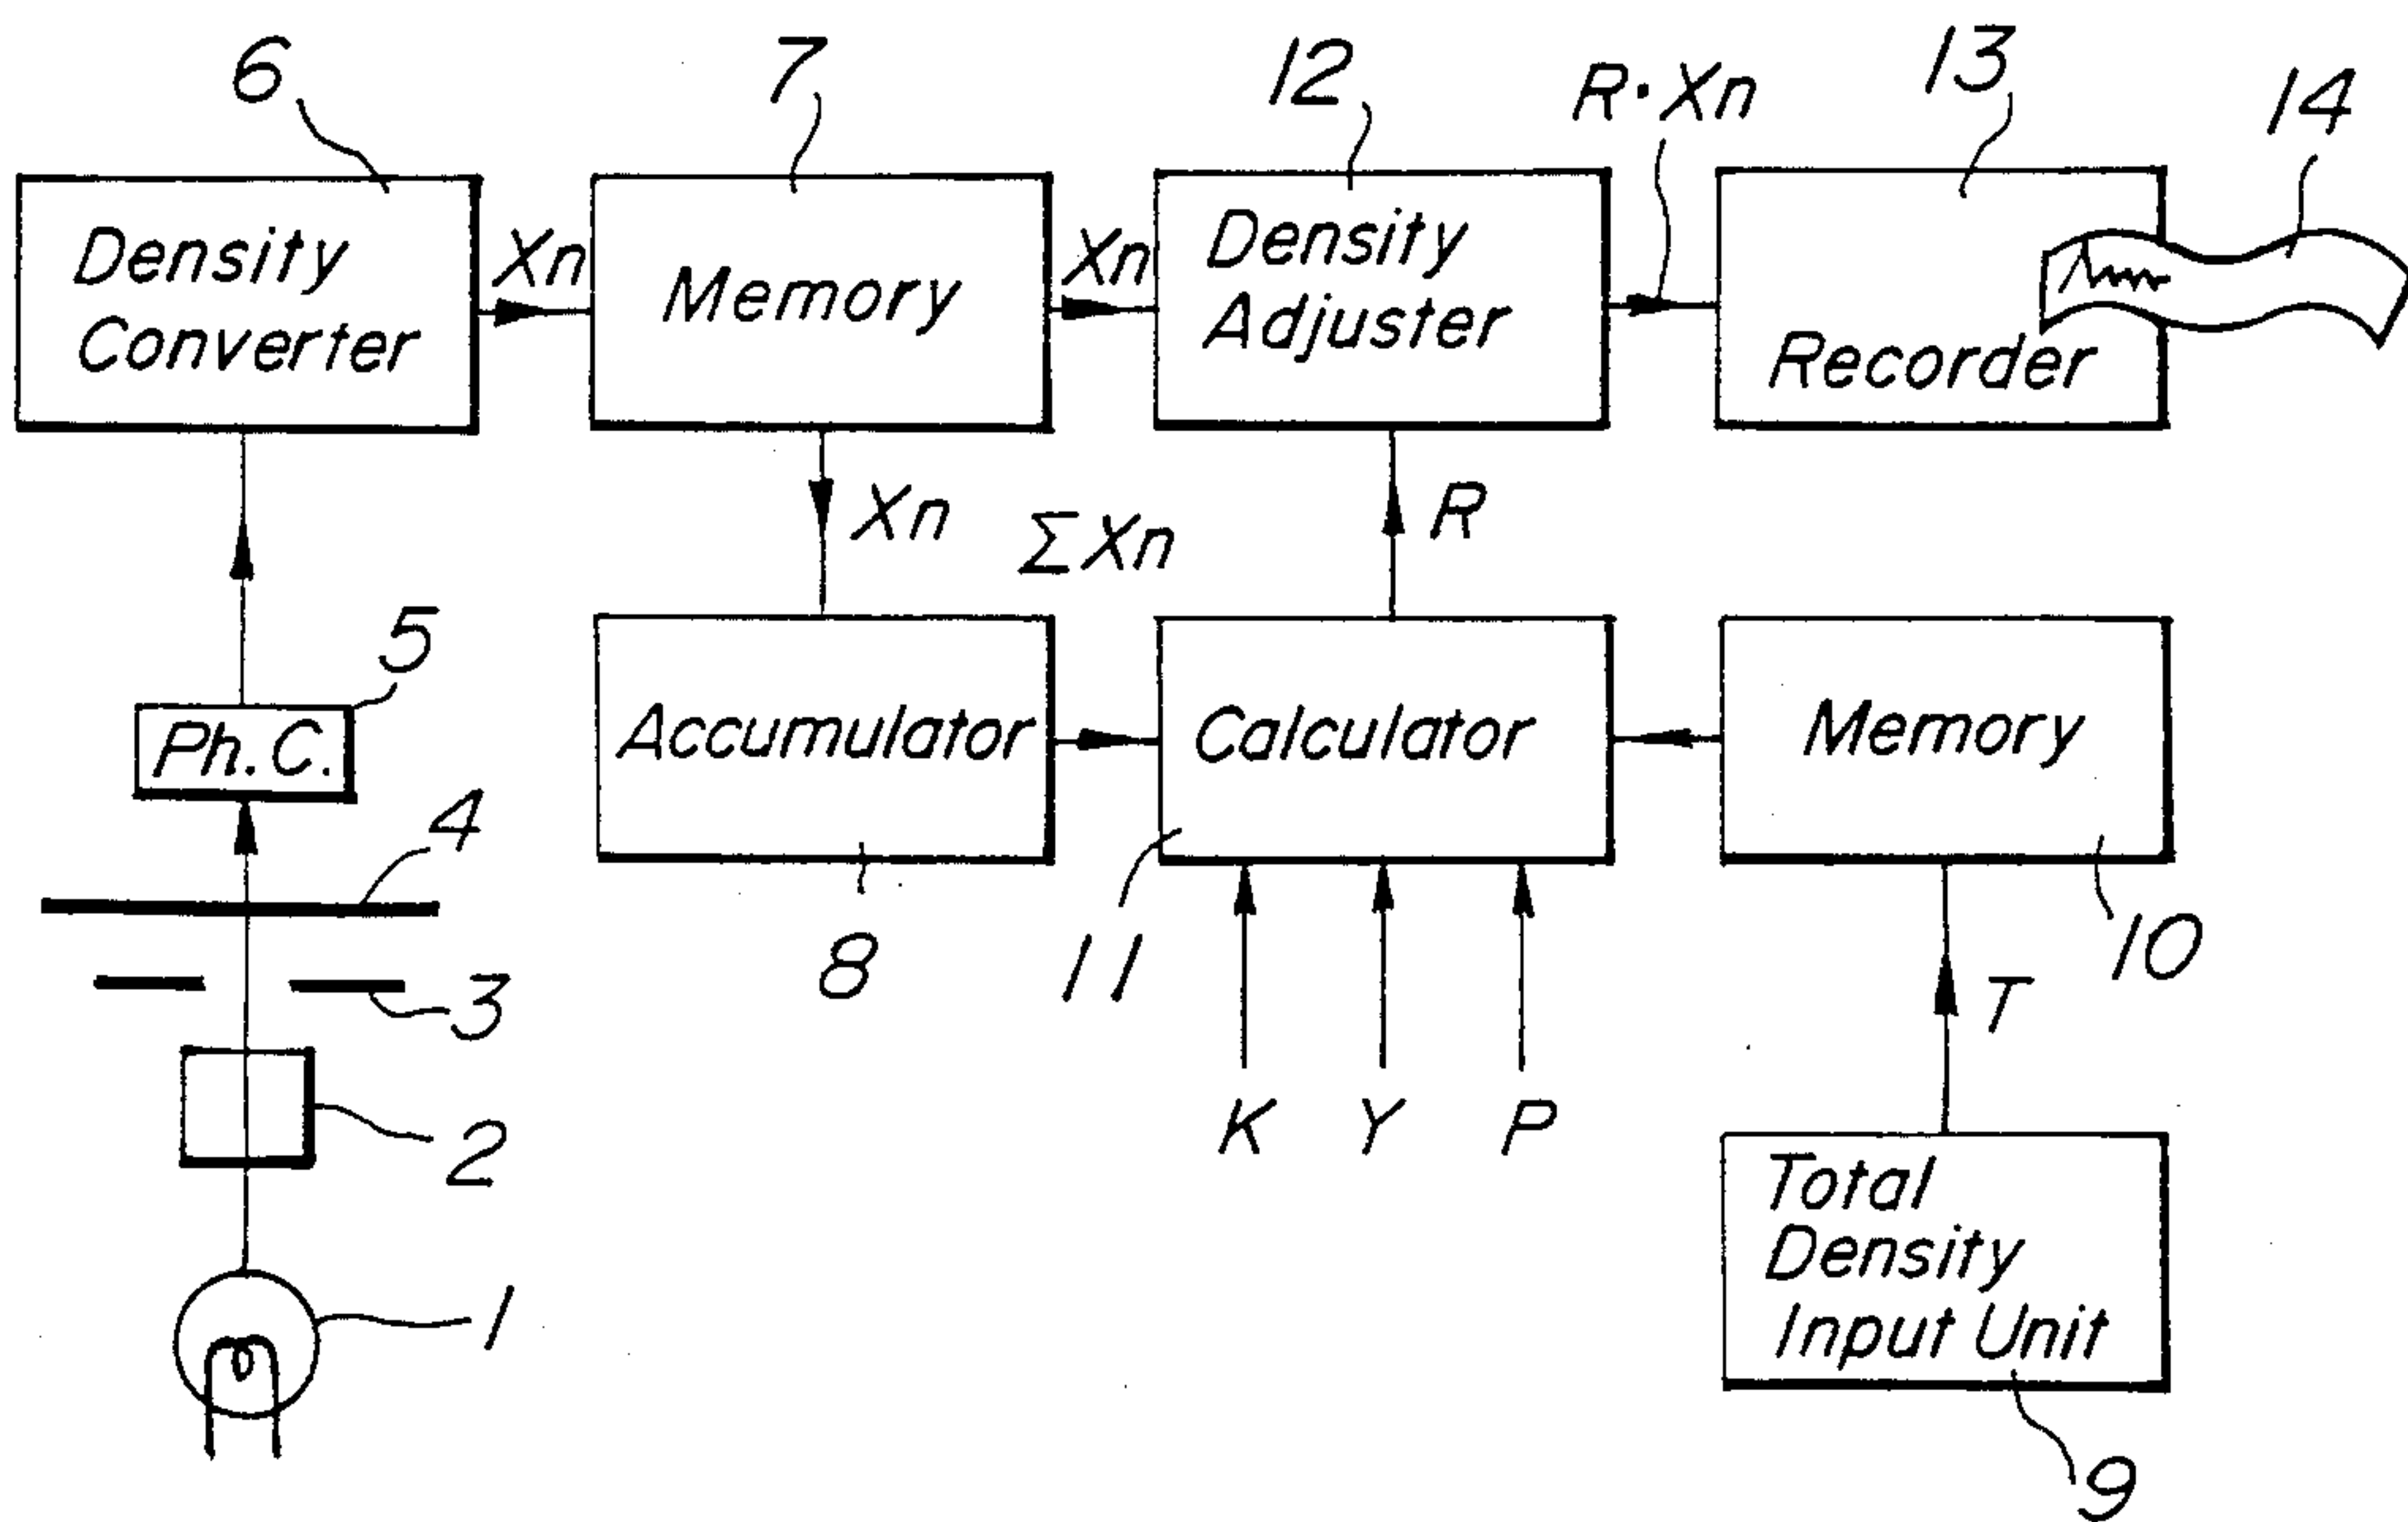 6
7
12
R·Xn
13
14
Density
Converter
Xn
Memory
Xn
Density
Adjuster
Recorder
Xn
ΣXn
R
5
Ph. C.
Accumulator
Calculator
Memory
4
3
8
11
10
T
2
K
Y
P
Total
Density
Input Unit
1
9